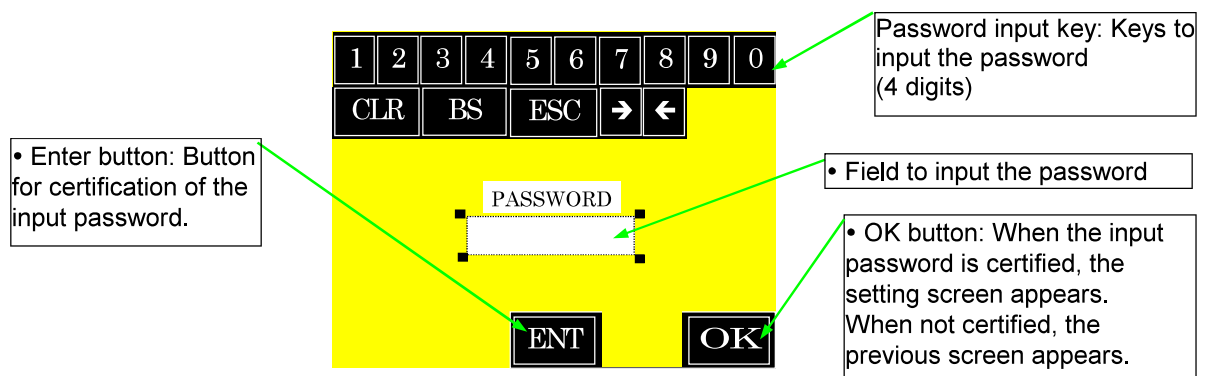 1 2 3 4 5 6 7 8 9 0
CLR BS ESC → ←
Password input key: Keys to
input the password
(4 digits)
• Enter button: Button
for certification of the
input password.
PASSWORD
• Field to input the password
• OK button: When the input
password is certified, the
setting screen appears.
When not certified, the
previous screen appears.
ENT OK